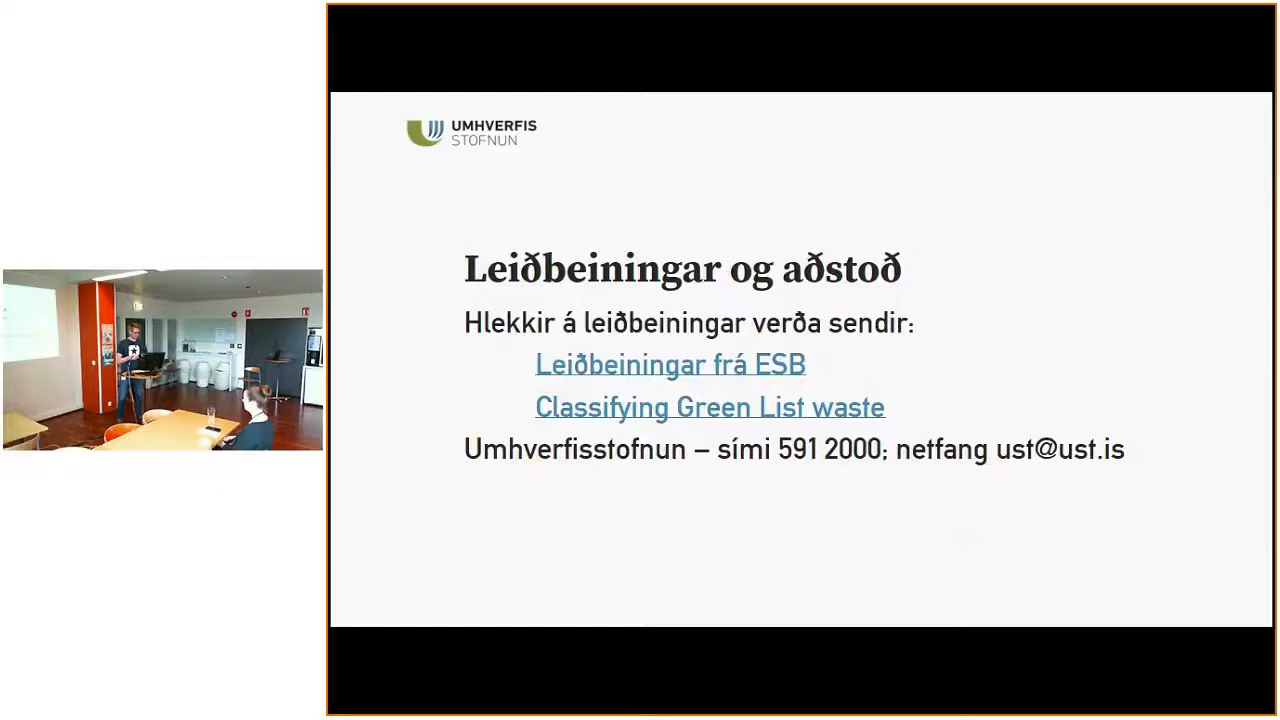 UMHVERFIS
STOFNUN
Leiðbeiningar og aðstoð
Hlekkir á leiðbeiningar verða sendir:
Leiðbeiningar frá ESB
Classifying Green List waste
Umhverfisstofnun – sími 591 2000; netfang ust@ust.is